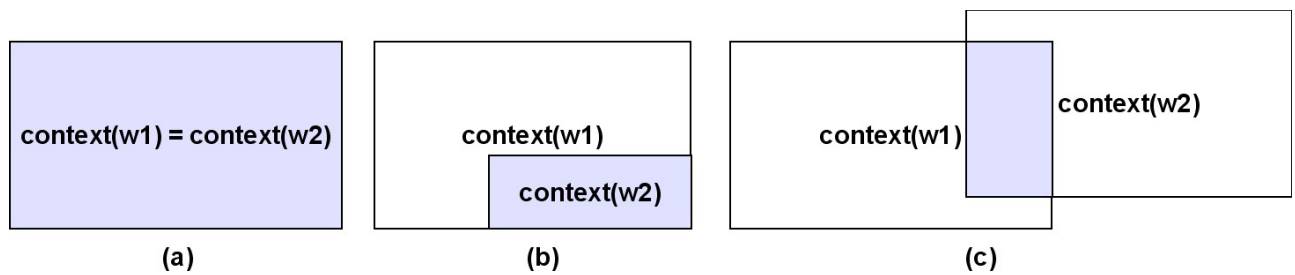 context(w1) = context(w2)
context(w1)
context(w2)
context(w1)
context(w2)
(a)
(b)
(c)